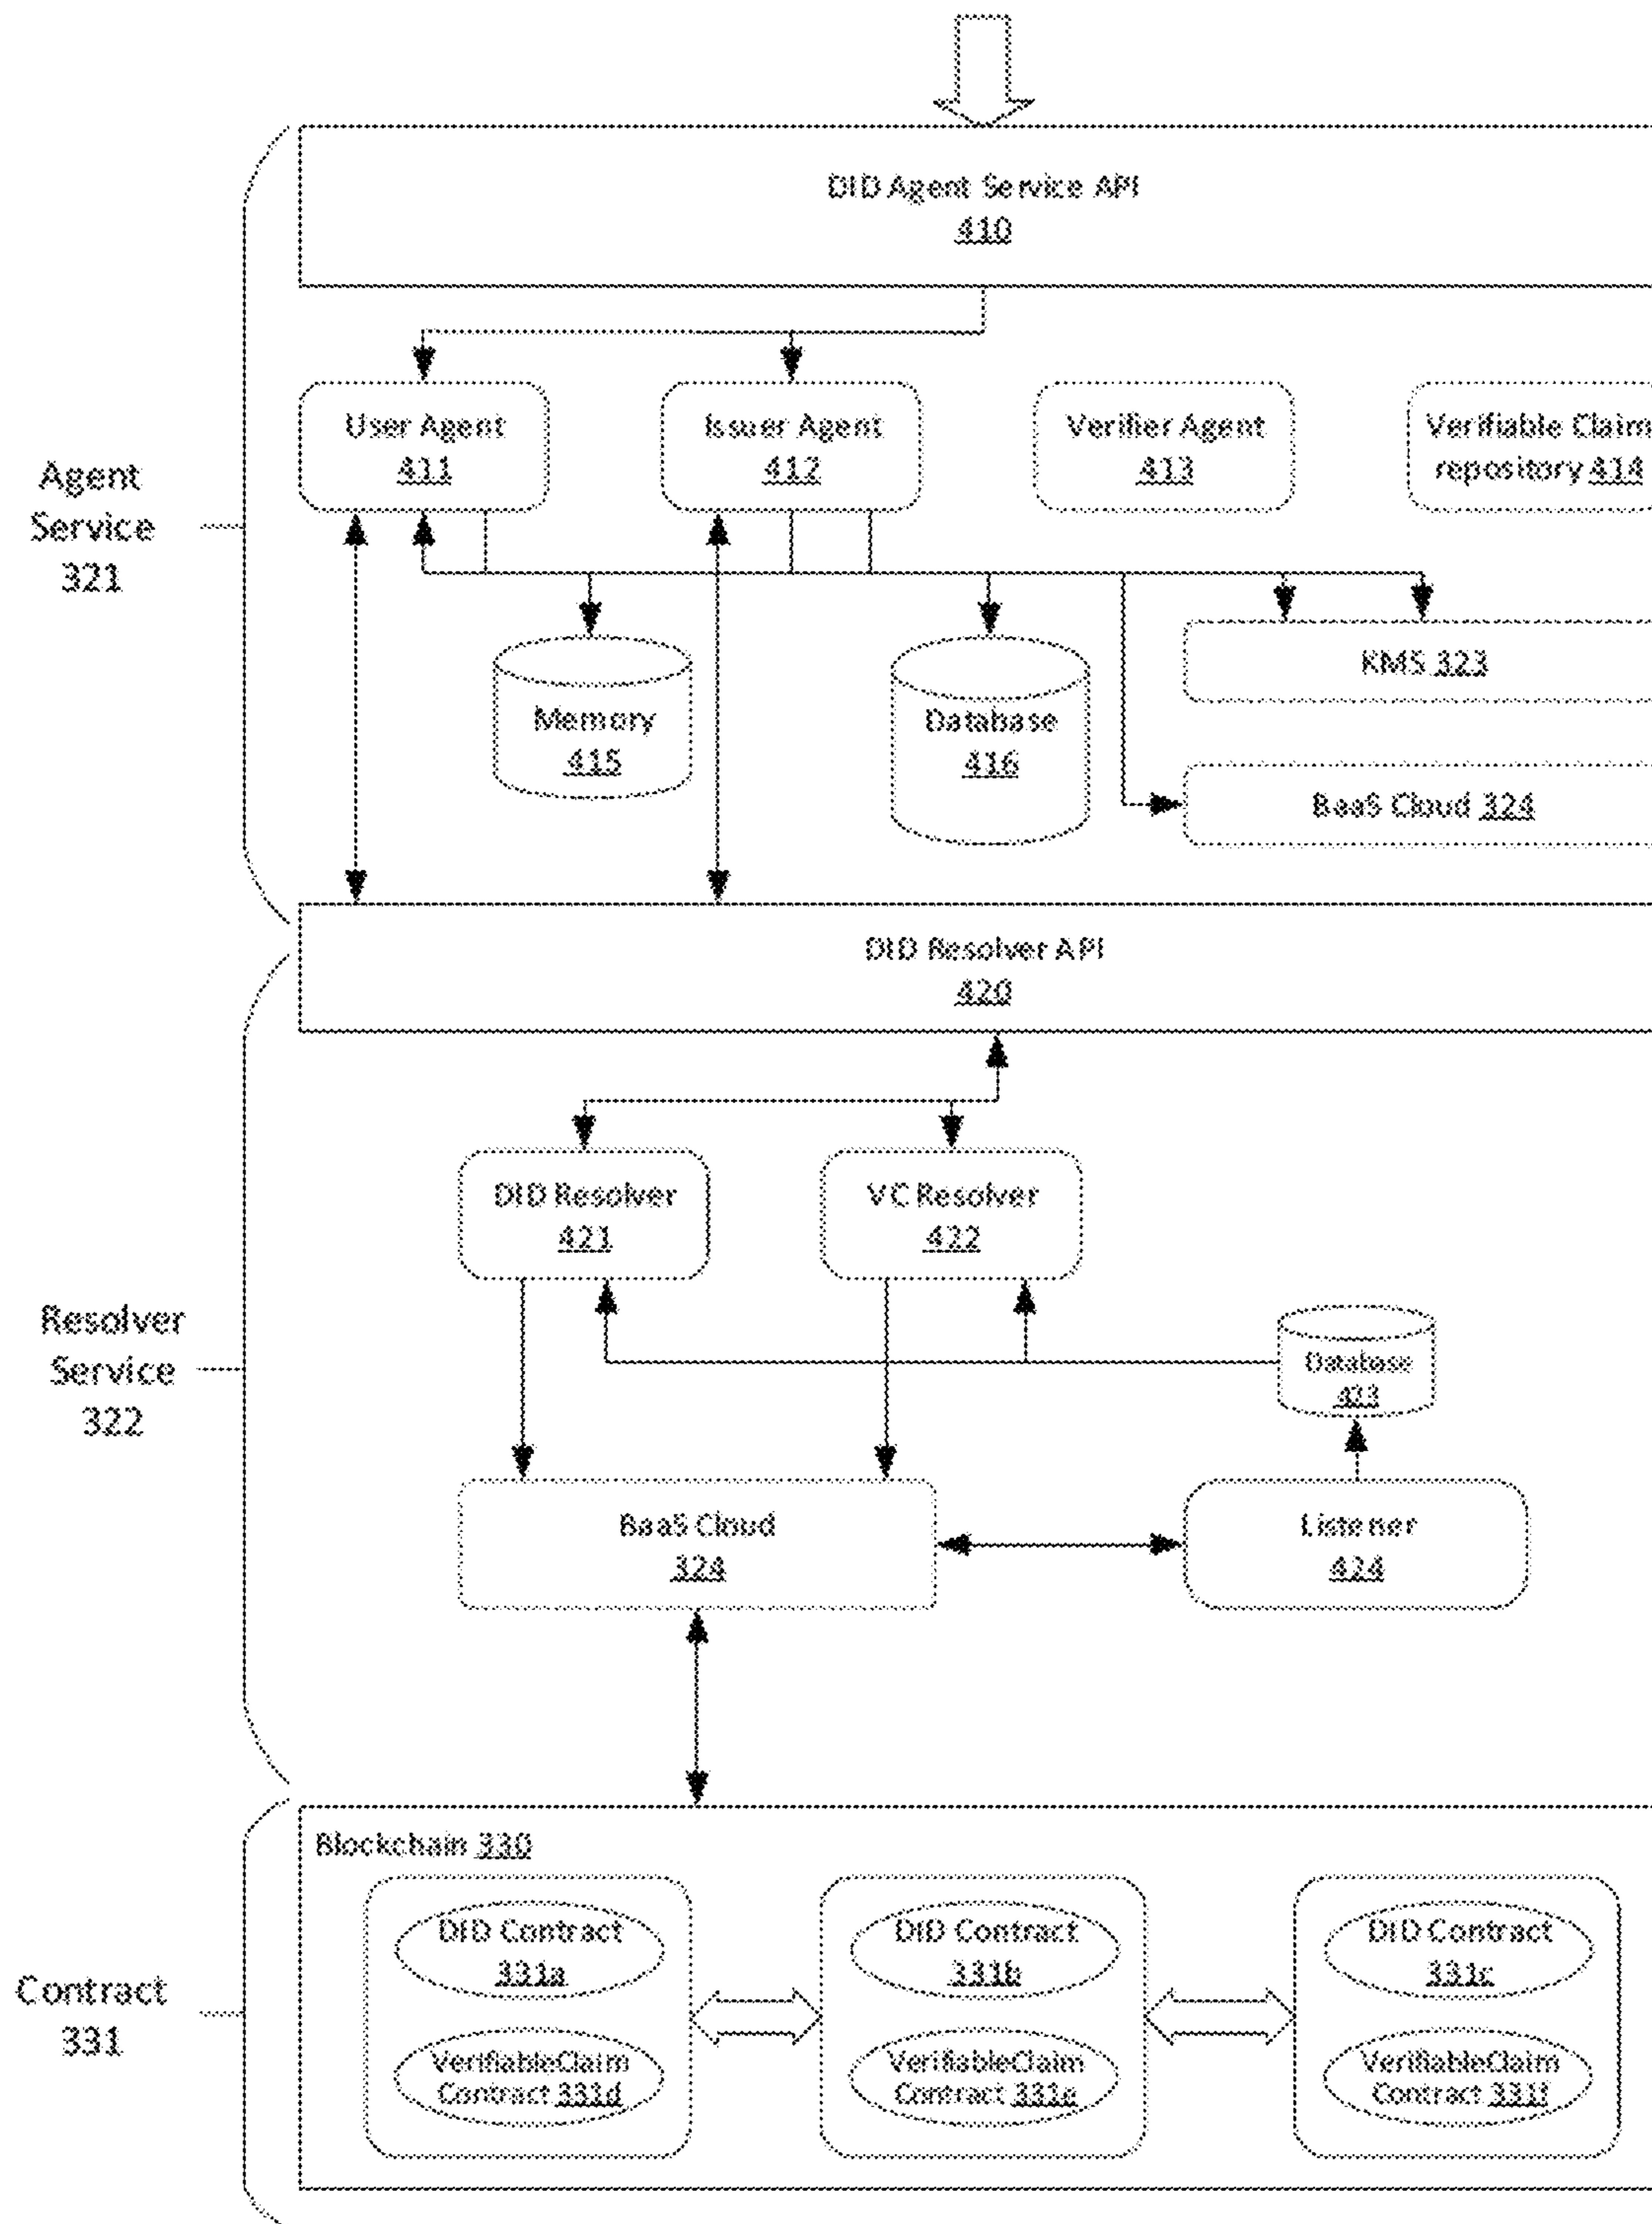 DID Agent Service API
410
User Agent
411
Issuer Agent
412
Verifier Agent
413
Verifiable Claim
repository 414
Agent
Service
321
KMS 323
Memory
415
Database
416
BaaS Cloud 324
DID Resolver API
420
DID Resolver
421
VC Resolver
422
Resolver
Service
322
Database
423
BaaS Cloud
324
Listener
424
Blockchain 330
DID Contract
331a
DID Contract
331b
DID Contract
331c
Contract
331
VerifiableClaim
Contract 331d
VerifiableClaim
Contract 331e
VerifiableClaim
Contract 331f